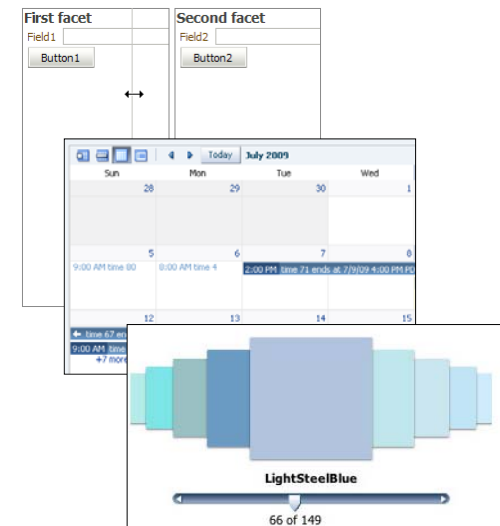 First facet Second facet
Field1 Field2
Button1 Button2
Today July 2009
Sun Mon Tue Wed
28 29 30 1
5 6 7 8
9:00 AM time 80 8:00 AM time 4 2:00 PM time 71 ends at 7/9/09 4:00 PM PD
12 13 14 15
time 67 en
9:00 AM time
+7 more
LightSteelBlue
66 of 149